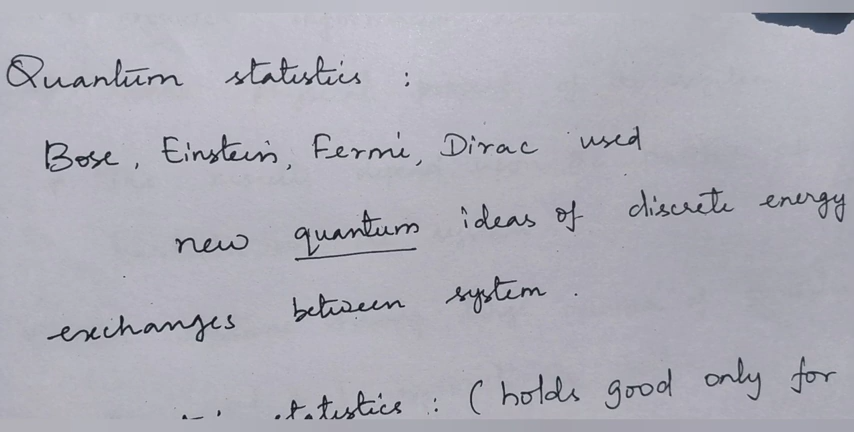 Quantum statistics :
Bose, Einstein, Fermi, Dirac used
new quantum ideas of discrete energy
exchanges between system.
statistics : (holds good only for